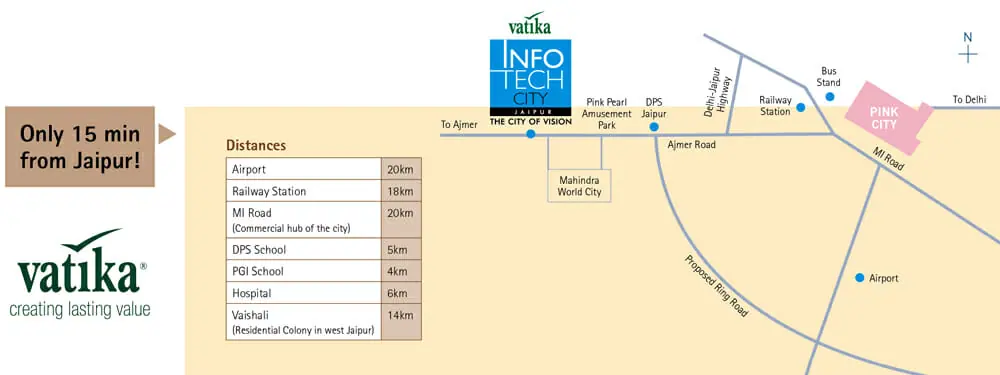 Only 15 min
from Jaipur!
vatika®
creating lasting value
vatika
INFO
TECH
CITY
JAIPUR
THE CITY OF VISION
Distances
Airport 20km
Railway Station 18km
MI Road 20km
(Commercial hub of the city)
DPS School 5km
PGI School 4km
Hospital 6km
Vaishali 14km
(Residential Colony in west Jaipur)
To Ajmer
Pink Pearl
Amusement
Park
DPS
Jaipur
Mahindra
World City
Ajmer Road
Delhi-Jaipur
Highway
Railway
Station
Bus
Stand
PINK
CITY
N
To Delhi
MI Road
Proposed Ring Road
Airport